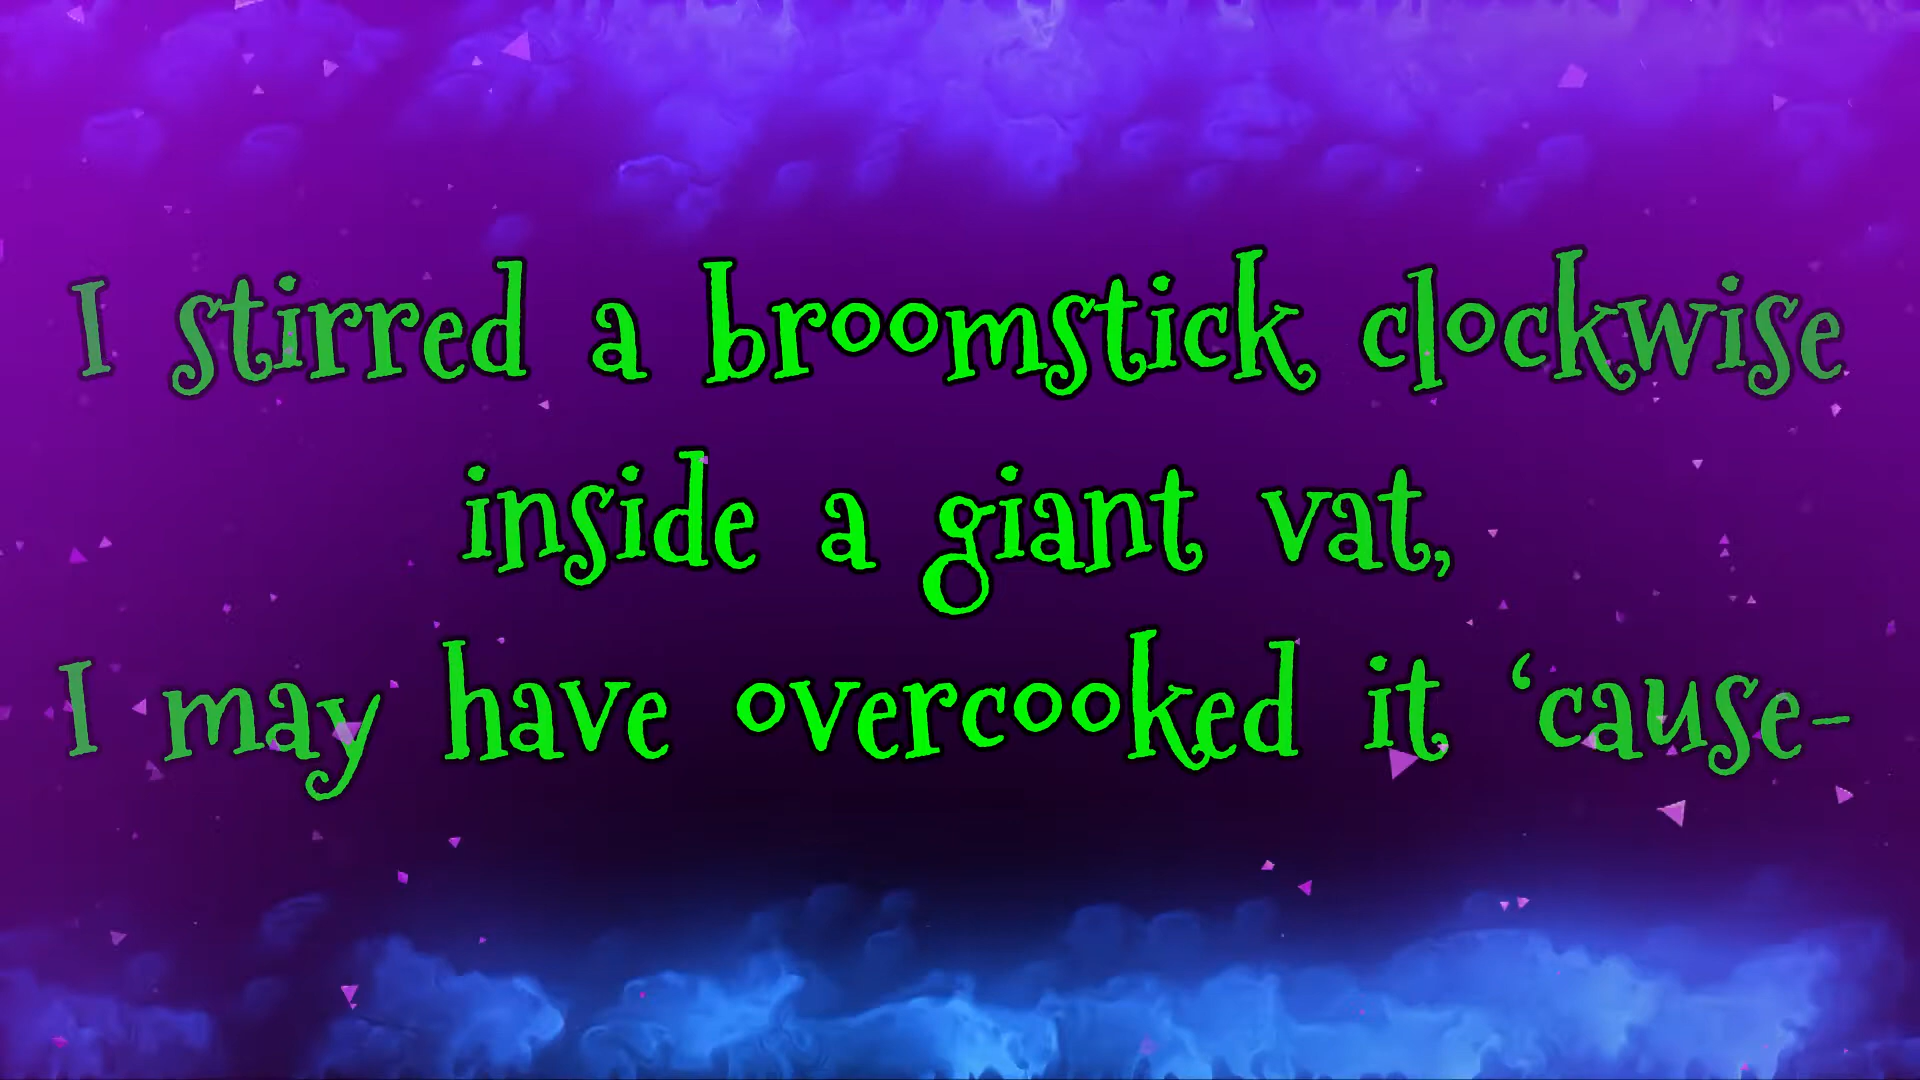 I stirred a broomstick clockwise
inside a giant vat,
I may have overcooked it ‘cause-